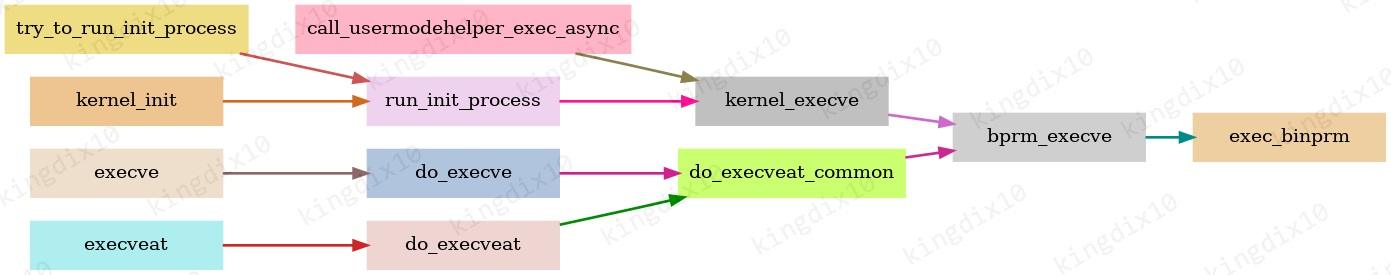 try_to_run_init_process
call_usermodehelper_exec_async
kernel_init
run_init_process
kernel_execve
bprm_execve
exec_binprm
execve
do_execve
do_execveat_common
execveat
do_execveat
kingdix10